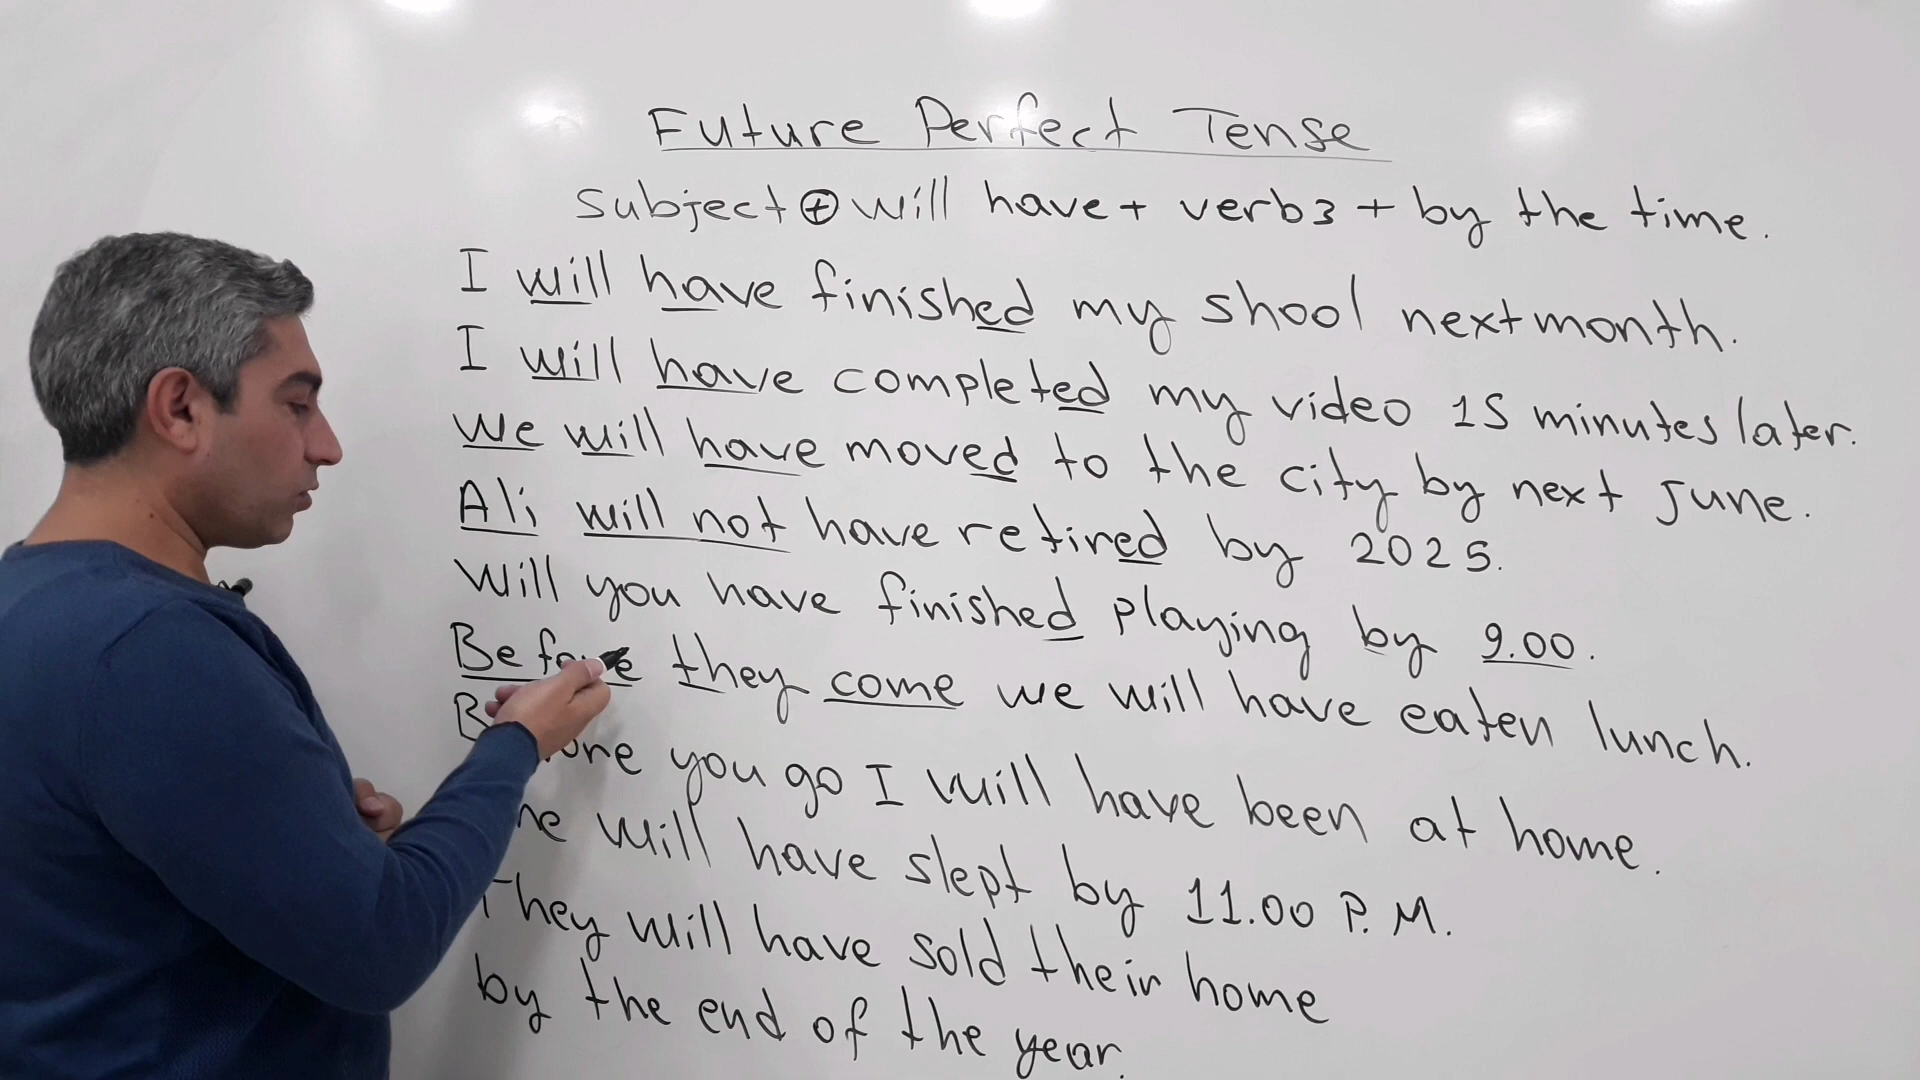 Future Perfect Tense
subject + will have + verb3 + by the time.
I will have finished my shool next month.
I will have completed my video 15 minutes later.
We will have moved to the city by next June.
Ali will not have retired by 2025.
Will you have finished playing by 9.00.
Before they come we will have eaten lunch.
you go I will have been at home.
will have slept by 11.00 P.M.
They will have sold their home
by the end of the year.